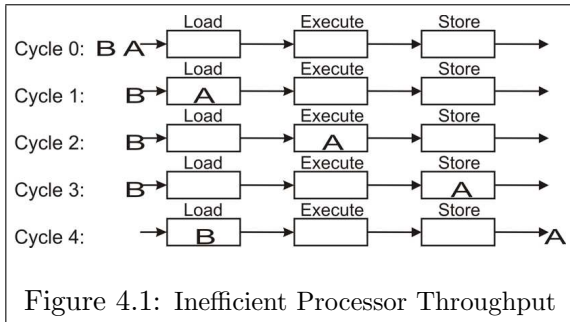 Load Execute Store
Cycle 0: B A
Load Execute Store
Cycle 1: B A
Load Execute Store
Cycle 2: B A
Load Execute Store
Cycle 3: B A
Load Execute Store
Cycle 4: B A
Figure 4.1: Inefficient Processor Throughput